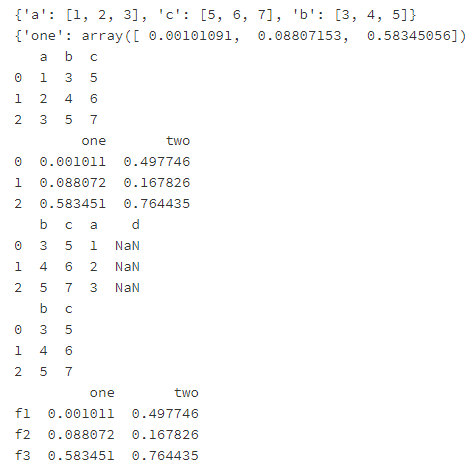 {'a': [1, 2, 3], 'c': [5, 6, 7], 'b': [3, 4, 5]}
{'one': array([ 0.00101091,  0.08807153,  0.58345056])
   a  b  c
0  1  3  5
1  2  4  6
2  3  5  7
        one       two
0  0.001011  0.497746
1  0.088072  0.167826
2  0.583451  0.764435
   b  c  a    d
0  3  5  1  NaN
1  4  6  2  NaN
2  5  7  3  NaN
   b  c
0  3  5
1  4  6
2  5  7
         one       two
f1  0.001011  0.497746
f2  0.088072  0.167826
f3  0.583451  0.764435